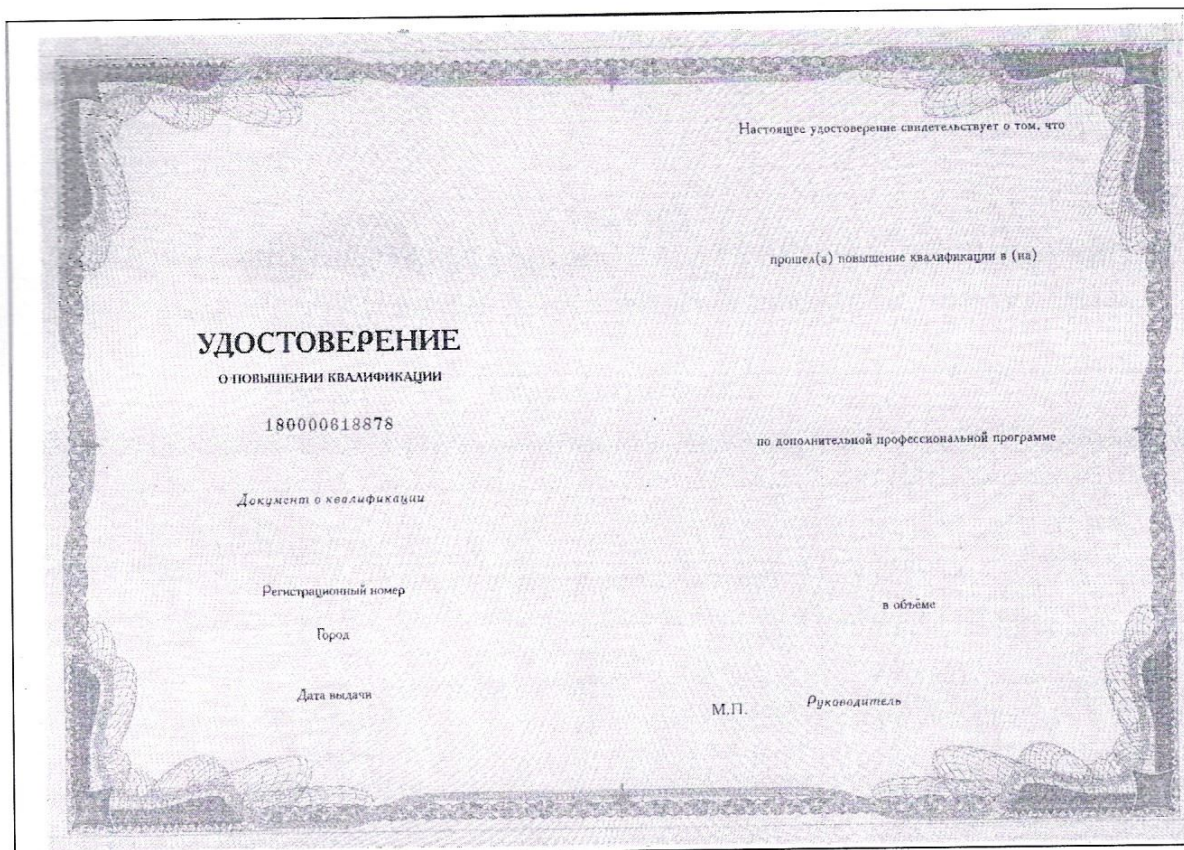 УДОСТОВЕРЕНИЕ
О ПОВЫШЕНИИ КВАЛИФИКАЦИИ
180000618878
Документ о квалификации
Регистрационный номер
Город
Дата выдачи
Настоящее удостоверение свидетельствует о том, что
прошел(а) повышение квалификации в (на)
по дополнительной профессиональной программе
в объёме
М.П. Руководитель